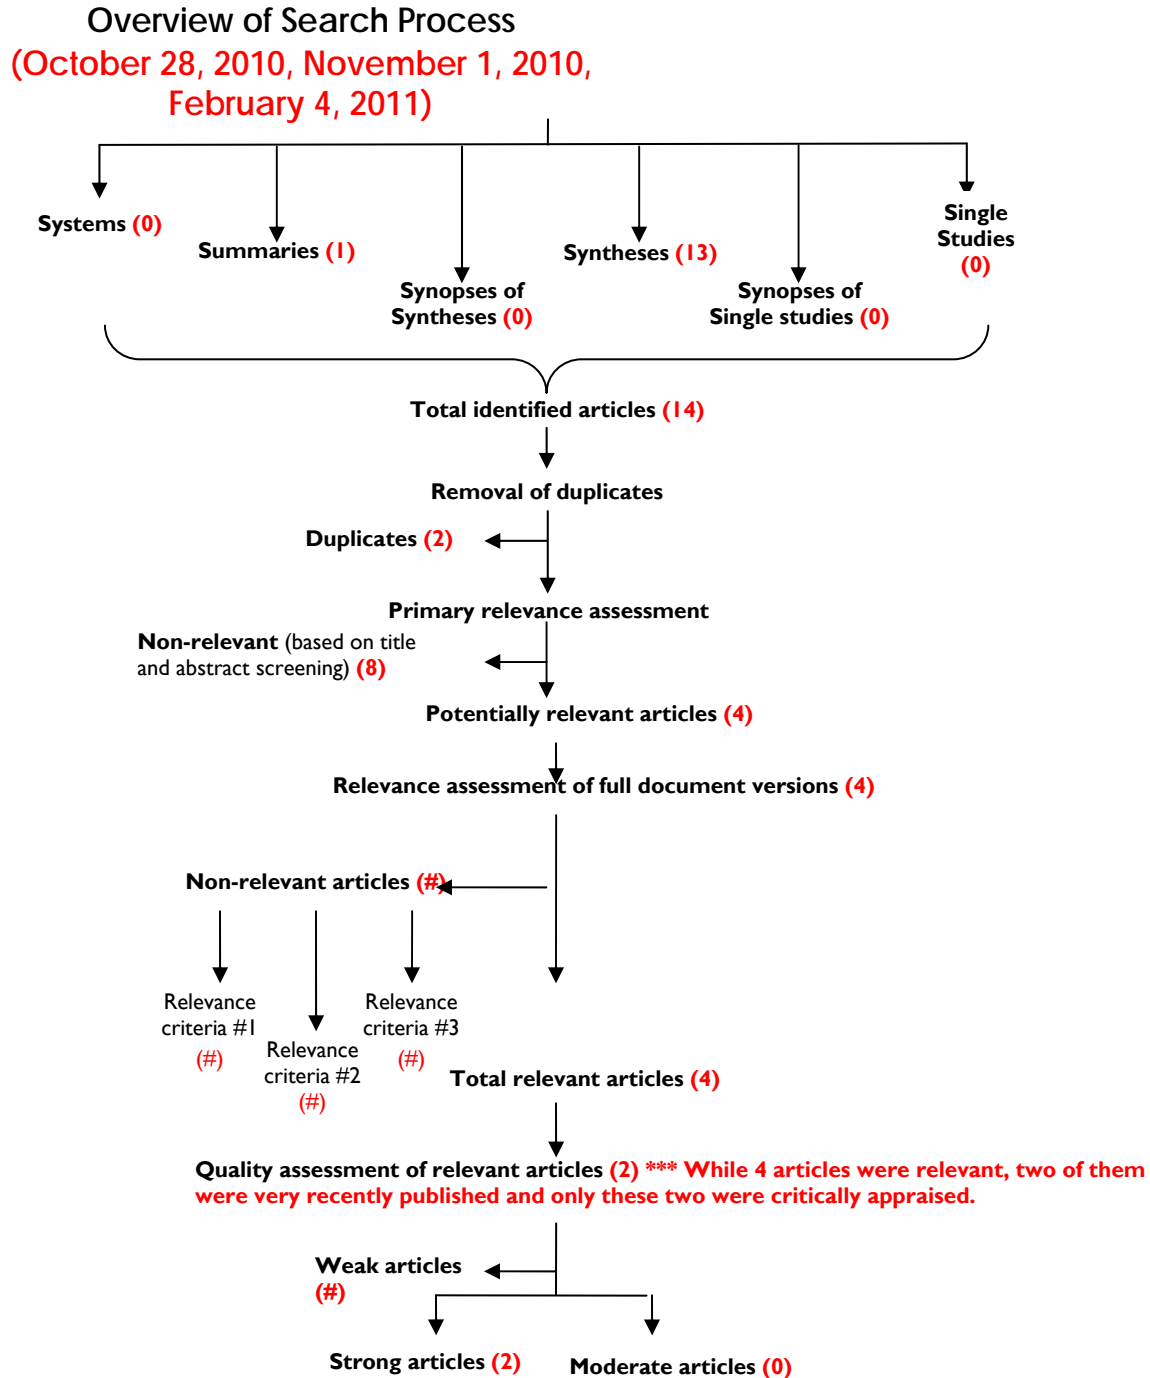 Overview of Search Process
(October 28, 2010, November 1, 2010,
February 4, 2011)
Systems (0)
Summaries (1)
Synopses of
Syntheses (0)
Syntheses (13)
Synopses of
Single studies (0)
Single
Studies
(0)
Total identified articles (14)
Removal of duplicates
Duplicates (2)
Primary relevance assessment
Non-relevant (based on title
and abstract screening) (8)
Potentially relevant articles (4)
Relevance assessment of full document versions (4)
Non-relevant articles (#)
Relevance
criteria #1
(#)
Relevance
criteria #2
(#)
Relevance
criteria #3
(#)
Total relevant articles (4)
Quality assessment of relevant articles (2) *** While 4 articles were relevant, two of them
were very recently published and only these two were critically appraised.
Weak articles
(#)
Strong articles (2)
Moderate articles (0)